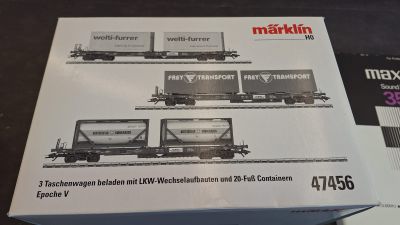 märklin
H0
welti-furrer
welti-furrer
FREY TRANSPORT
FREY TRANSPORT
3 Taschenwagen beladen mit LKW-Wechselaufbauten und 20-Fuß Containern
Epoche V
47456
max
Sound
35